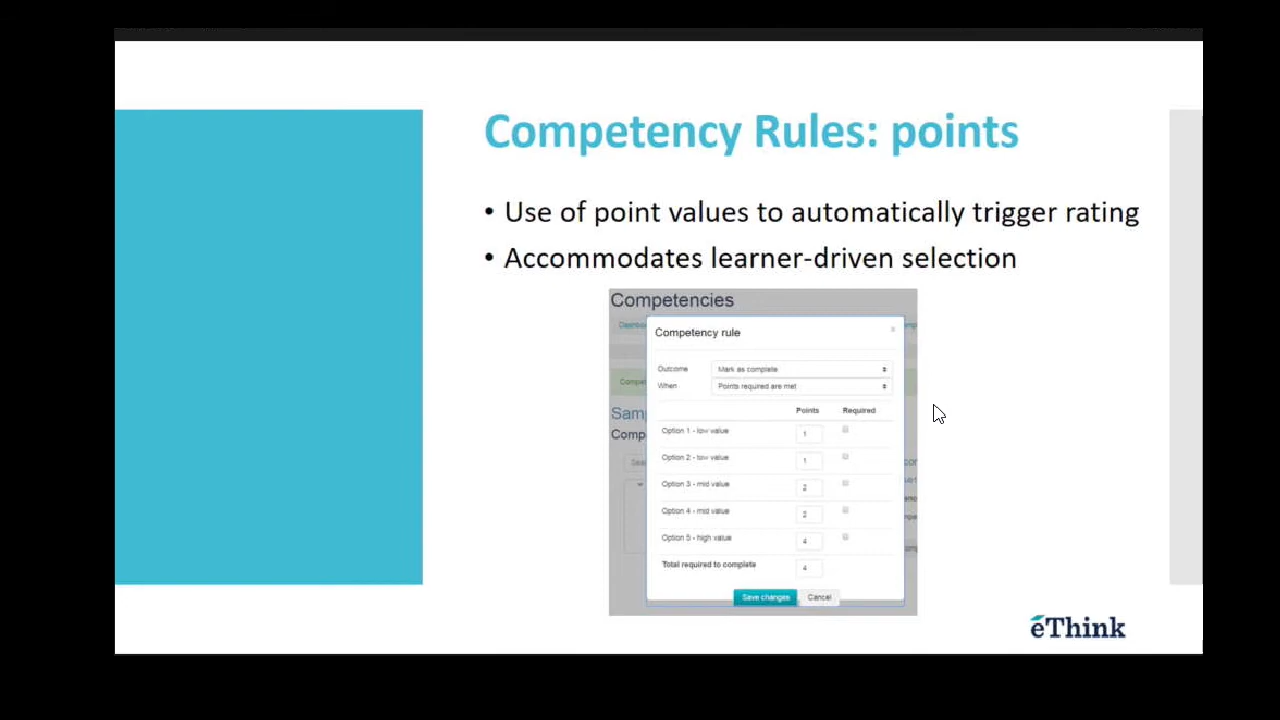 Competency Rules: points
• Use of point values to automatically trigger rating
• Accommodates learner-driven selection
Competencies
Competency rule
Outcome Mark as complete
When Points required are met
Points Required
Option 1 - low value 1
Option 2 - low value 1
Option 3 - mid value 2
Option 4 - mid value 2
Option 5 - high value 4
Total required to complete 4
Save changes Cancel
eThink